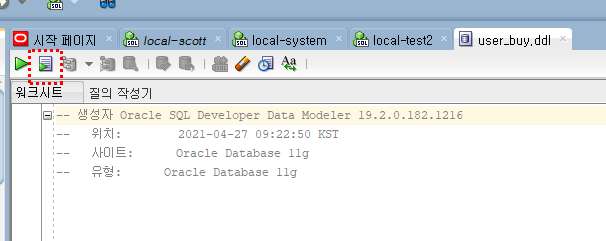 시작 페이지 local-scott local-system local-test2 user_buy.ddl
워크시트 질의 작성기
-- 생성자 Oracle SQL Developer Data Modeler 19.2.0.182.1216
-- 위치: 2021-04-27 09:22:50 KST
-- 사이트: Oracle Database 11g
-- 유형: Oracle Database 11g